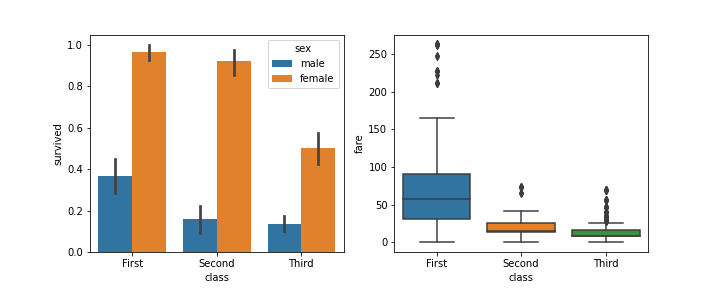 1.0
0.8
0.6
0.4
0.2
0.0
survived
sex
male
female
First Second Third
class
250
200
150
100
50
0
fare
First Second Third
class